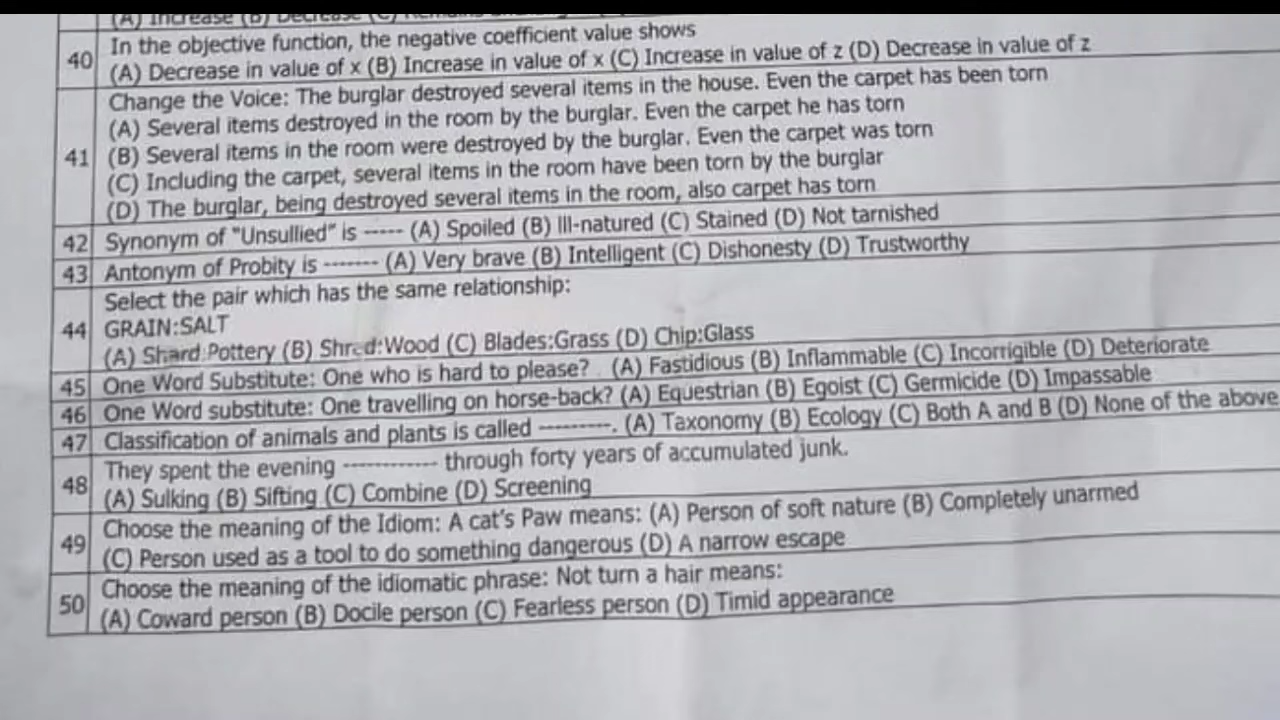 (A) Increase (B) Decrease (C)
40 In the objective function, the negative coefficient value shows
(A) Decrease in value of x (B) Increase in value of x (C) Increase in value of z (D) Decrease in value of z
41 Change the Voice: The burglar destroyed several items in the house. Even the carpet has been torn
(A) Several items destroyed in the room by the burglar. Even the carpet he has torn
(B) Several items in the room were destroyed by the burglar. Even the carpet was torn
(C) Including the carpet, several items in the room have been torn by the burglar
(D) The burglar, being destroyed several items in the room, also carpet has torn
42 Synonym of "Unsullied" is ----- (A) Spoiled (B) Ill-natured (C) Stained (D) Not tarnished
43 Antonym of Probity is ------- (A) Very brave (B) Intelligent (C) Dishonesty (D) Trustworthy
44 Select the pair which has the same relationship:
GRAIN:SALT
(A) Shard:Pottery (B) Shred:Wood (C) Blades:Grass (D) Chip:Glass
45 One Word Substitute: One who is hard to please? (A) Fastidious (B) Inflammable (C) Incorrigible (D) Deteriorate
46 One Word substitute: One travelling on horse-back? (A) Equestrian (B) Egoist (C) Germicide (D) Impassable
47 Classification of animals and plants is called ---------. (A) Taxonomy (B) Ecology (C) Both A and B (D) None of the above
48 They spent the evening ------------ through forty years of accumulated junk.
(A) Sulking (B) Sifting (C) Combine (D) Screening
49 Choose the meaning of the Idiom: A cat's Paw means: (A) Person of soft nature (B) Completely unarmed
(C) Person used as a tool to do something dangerous (D) A narrow escape
50 Choose the meaning of the idiomatic phrase: Not turn a hair means:
(A) Coward person (B) Docile person (C) Fearless person (D) Timid appearance